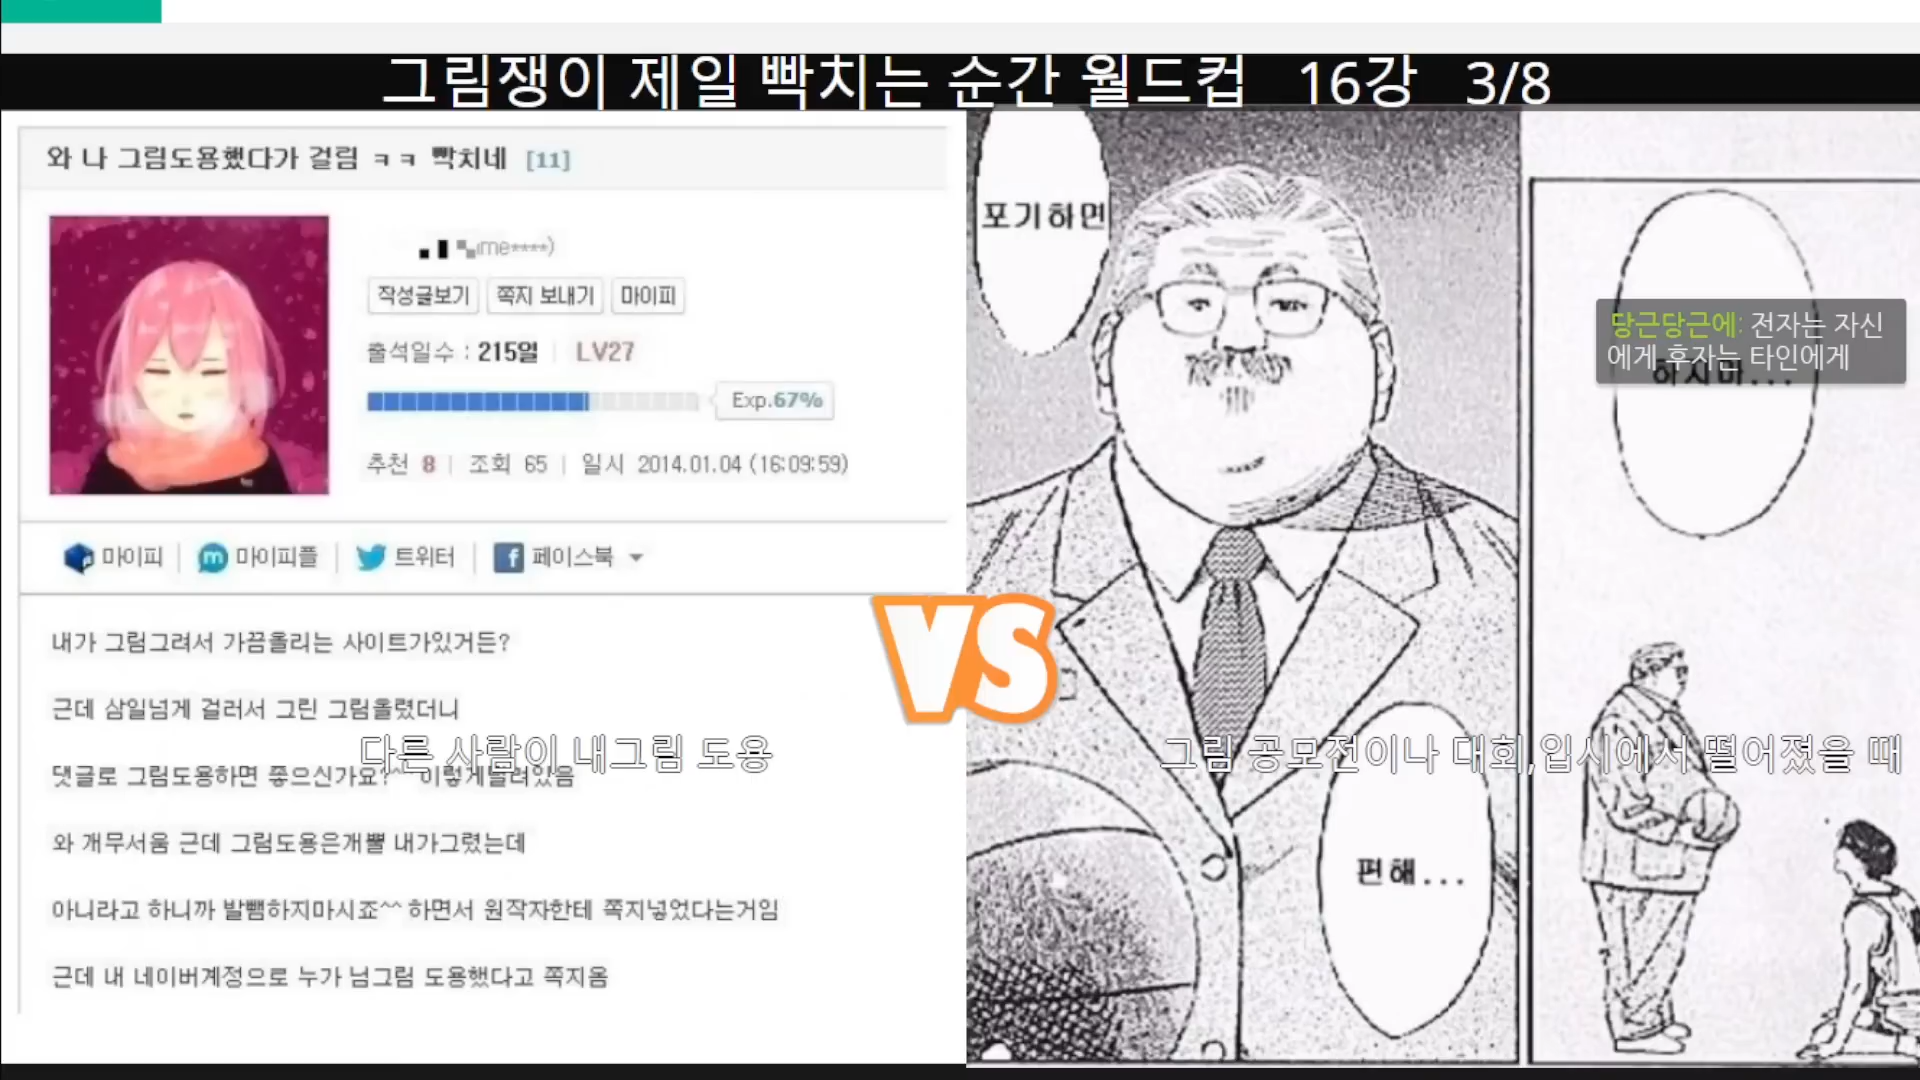 그림쟁이 제일 빡치는 순간 월드컵 16강 3/8
와 나 그림도용했다가 걸림 ㅋㅋ 빡치네 [11]
me****)
작성글보기 쪽지 보내기 마이피
출석일수 : 215일 LV27
Exp.67%
추천 8 조회 65 일시 2014.01.04 (16:09:59)
마이피 마이피플 트위터 페이스북
내가 그림그려서 가끔올리는 사이트가있거든?
근데 삼일넘게 걸러서 그린 그림올렸더니
다른 사람이 내그림 도용
댓글로 그림도용하면 좋으신가요?^^ 이렇게달려있음
와 개무서움 근데 그림도용은개뿔 내가그렸는데
아니라고 하니까 발뺌하지마시죠^^ 하면서 원작자한테 쪽지넣었다는거임
근데 내 네이버계정으로 누가 님그림 도용했다고 쪽지옴
VS
포기하면
편해...
당근당근에: 전자는 자신
에게 후자는 타인에게
하지마...
그림 공모전이나 대회,입시에서 떨어졌을 때